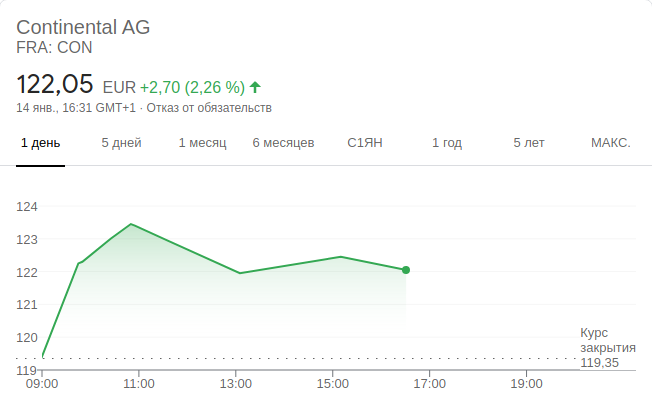 Continental AG
FRA: CON
122,05 EUR +2,70 (2,26 %)
14 янв., 16:31 GMT+1 · Отказ от обязательств
1 день 5 дней 1 месяц 6 месяцев С1ЯН 1 год 5 лет МАКС.
124
123
122
121
120
119
Курс
закрытия
119,35
09:00 11:00 13:00 15:00 17:00 19:00